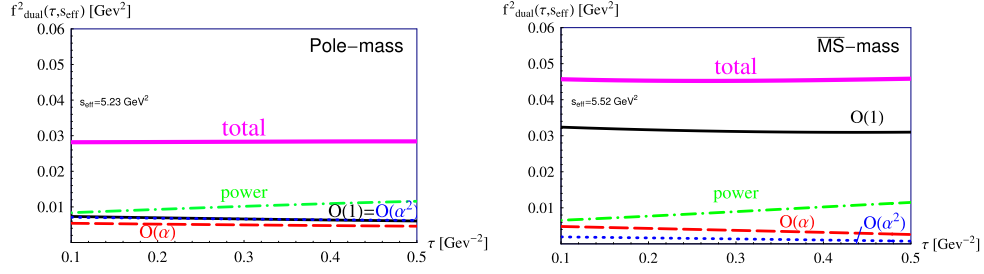 f²dual(τ,seff) [GeV²]
0.06
0.05
0.04
0.03
0.02
0.01
Pole−mass
seff=5.23 GeV²
total
power
O(1)=O(α²)
O(α)
0.1
0.2
0.3
0.4
0.5
τ [Gev⁻²]
f²dual(τ,seff) [Gev²]
0.06
0.05
0.04
0.03
0.02
0.01
M̅S̅−mass
total
seff=5.52 GeV²
O(1)
power
O(α)
O(α²)
0.1
0.2
0.3
0.4
0.5
τ [Gev⁻²]